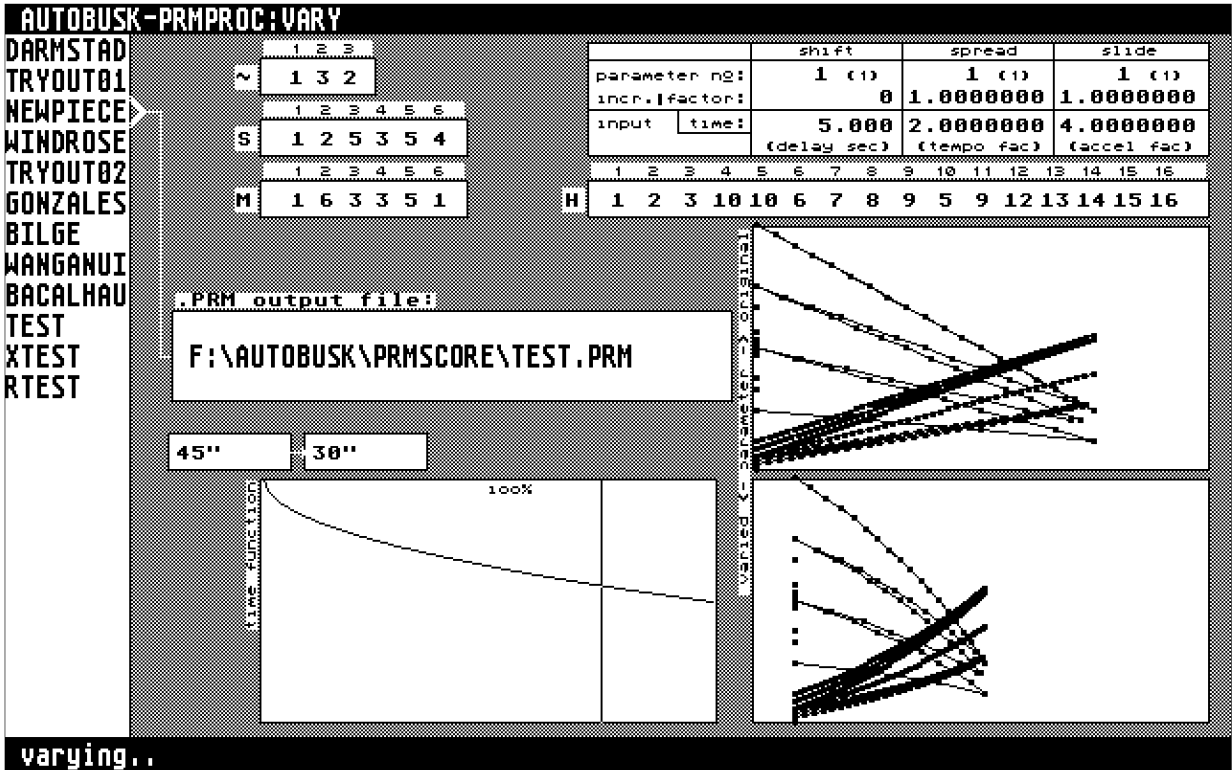 AUTOBUSK-PRMPROC:VARY
DARMSTAD
TRYOUT01
NEWPIECE
WINDROSE
TRYOUT02
GONZALES
BILGE
WANGANUI
BACALHAU
TEST
XTEST
RTEST
1 2 3
~ 1 3 2
1 2 3 4 5 6
S 1 2 5 3 5 4
1 2 3 4 5 6
M 1 6 3 3 5 1
shift spread slide
parameter nº: 1 (1) 1 (1) 1 (1)
incr.|factor: 0 1.0000000 1.0000000
input time: 5.000 2.0000000 4.0000000
(delay sec) (tempo fac) (accel fac)
1 2 3 4 5 6 7 8 9 10 11 12 13 14 15 16
H 1 2 3 10 10 6 7 8 9 5 9 12 13 14 15 16
.PRM output file:
F:\AUTOBUSK\PRMSCORE\TEST.PRM
45" 30"
time function
100%
original ^- parameter -v varied
varying..